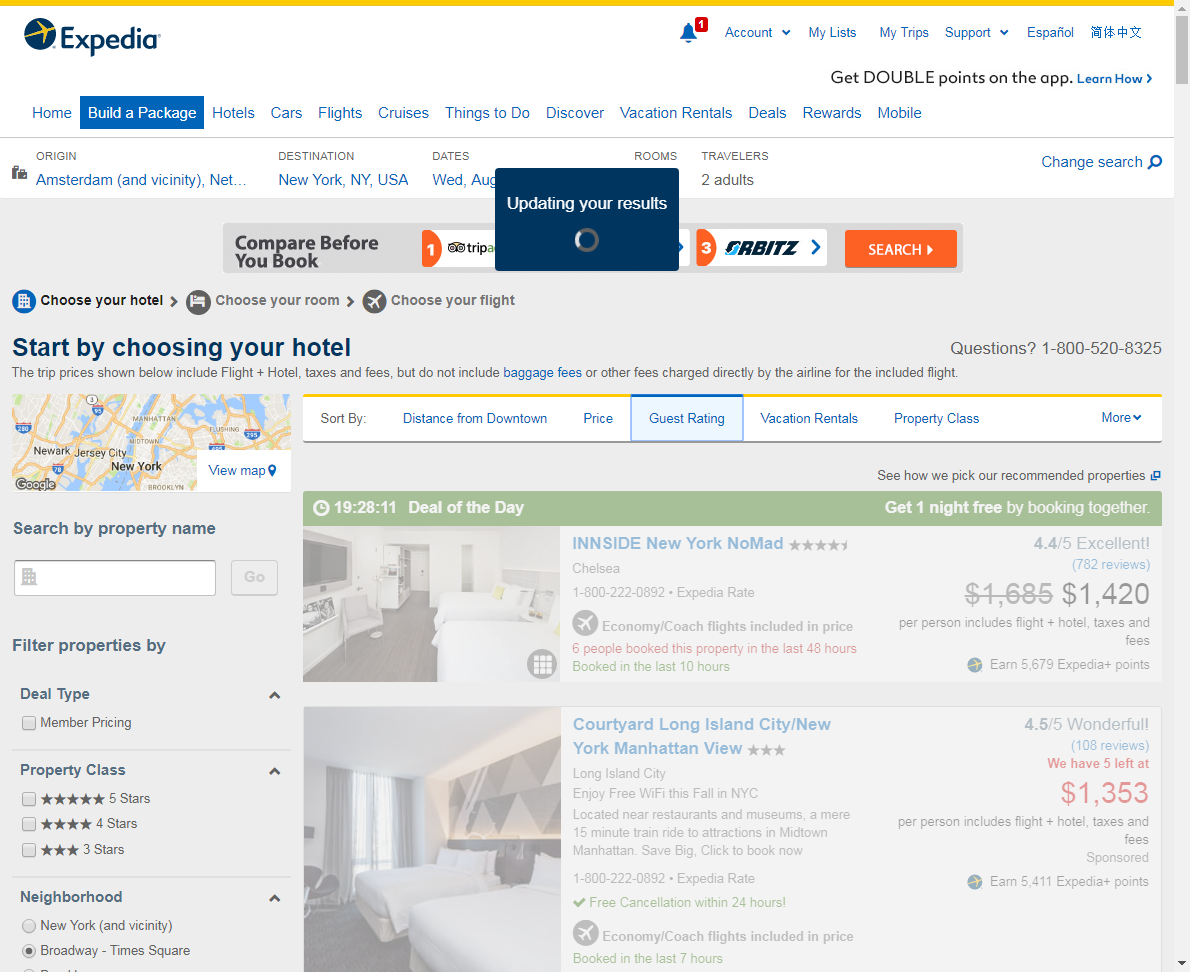 Expedia
1
Account
My Lists
My Trips
Support
Español
简体中文
Get DOUBLE points on the app. Learn How
Home
Build a Package
Hotels
Cars
Flights
Cruises
Things to Do
Discover
Vacation Rentals
Deals
Rewards
Mobile
ORIGIN
DESTINATION
DATES
ROOMS
TRAVELERS
Amsterdam (and vicinity), Net...
New York, NY, USA
Wed, Aug
2 adults
Change search
Updating your results
Compare Before
You Book
1
3
ORBITZ
SEARCH
Choose your hotel
Choose your room
Choose your flight
Start by choosing your hotel
Questions? 1-800-520-8325
The trip prices shown below include Flight + Hotel, taxes and fees, but do not include baggage fees or other fees charged directly by the airline for the included flight.
3
95
MANHATTAN
280
FLUSHING
MIDTOWN
295
495
Newark
Jersey City
78
New York
BROOKLYN
Google
View map
Sort By:
Distance from Downtown
Price
Guest Rating
Vacation Rentals
Property Class
More
See how we pick our recommended properties
Search by property name
Go
Filter properties by
Deal Type
Member Pricing
Property Class
5 Stars
4 Stars
3 Stars
Neighborhood
New York (and vicinity)
Broadway - Times Square
19:28:11 Deal of the Day
Get 1 night free by booking together.
INNSIDE New York NoMad
Chelsea
1-800-222-0892 • Expedia Rate
Economy/Coach flights included in price
6 people booked this property in the last 48 hours
Booked in the last 10 hours
4.4/5 Excellent!
(782 reviews)
$1,685 $1,420
per person includes flight + hotel, taxes and
fees
Earn 5,679 Expedia+ points
Courtyard Long Island City/New
York Manhattan View
Long Island City
Enjoy Free WiFi this Fall in NYC
Located near restaurants and museums, a mere
15 minute train ride to attractions in Midtown
Manhattan. Save Big, Click to book now
1-800-222-0892 • Expedia Rate
Free Cancellation within 24 hours!
Economy/Coach flights included in price
Booked in the last 7 hours
4.5/5 Wonderful!
(108 reviews)
We have 5 left at
$1,353
per person includes flight + hotel, taxes and
fees
Sponsored
Earn 5,411 Expedia+ points